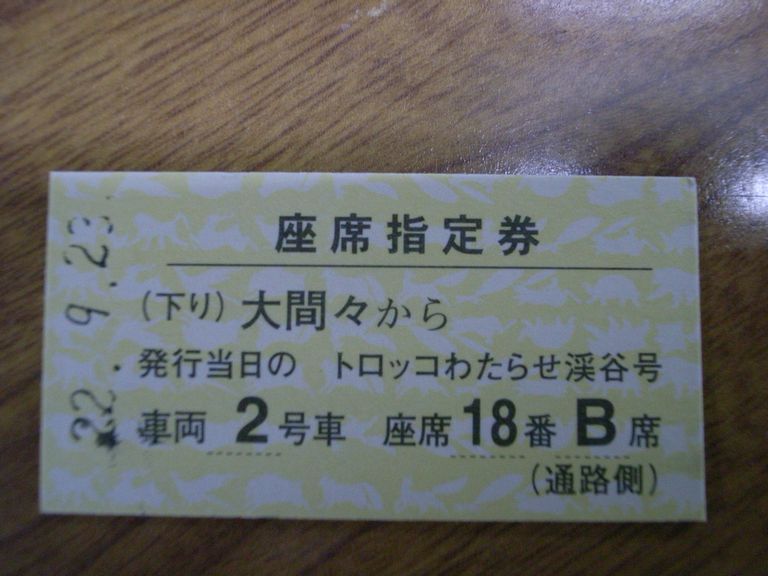 座席指定券
(下り) 大間々から
発行当日の トロッコわたらせ渓谷号
車両 2号車 座席 18番 B席
(通路側)
22. 9. 23.